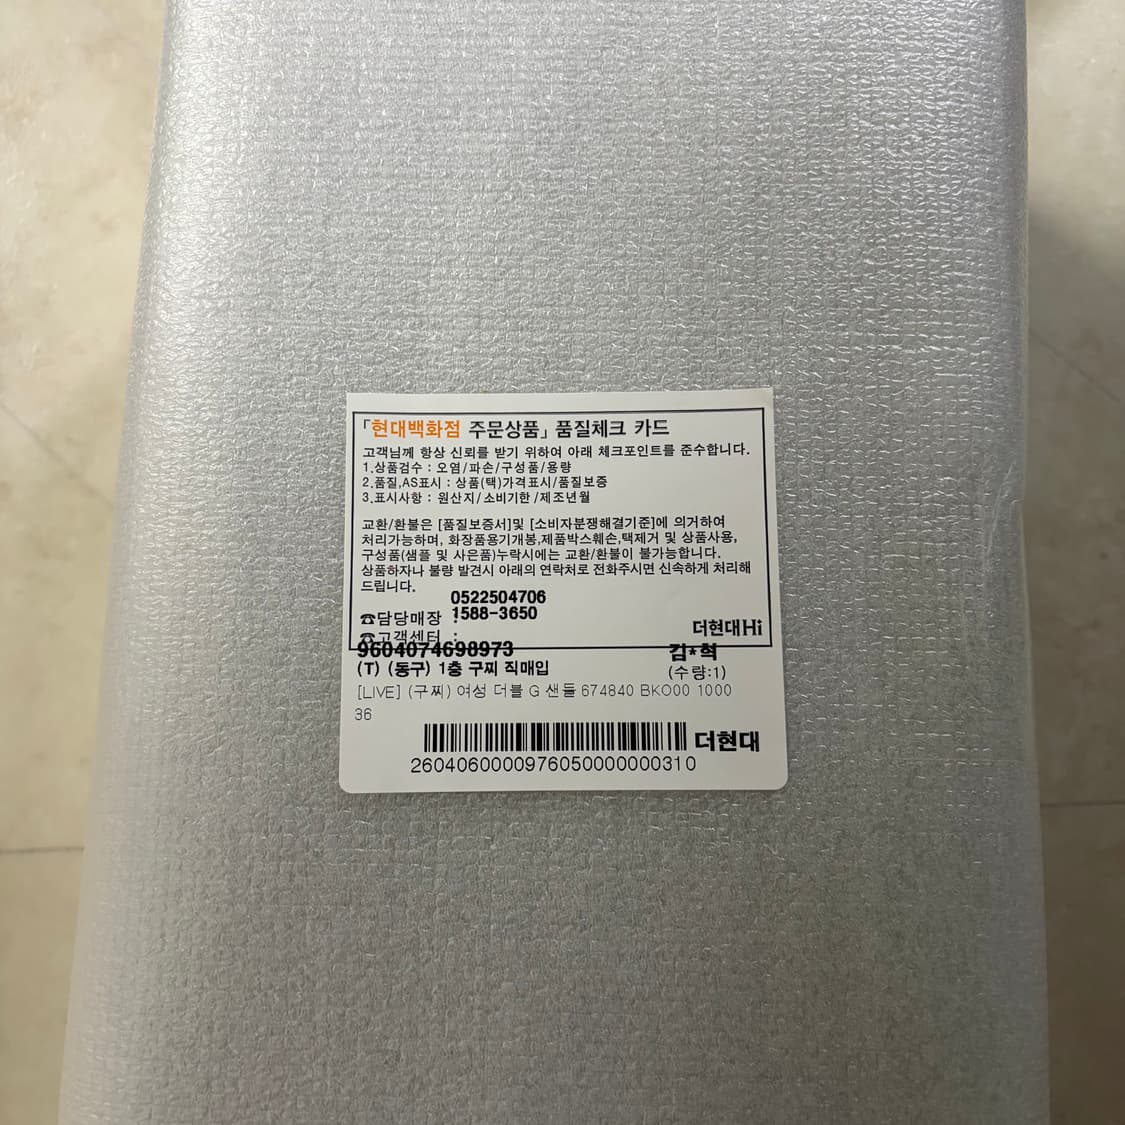 「현대백화점 주문상품」 품질체크 카드
고객님께 항상 신뢰를 받기 위하여 아래 체크포인트를 준수합니다.
1.상품검수 : 오염/파손/구성품/용량
2.품질,AS표시 : 상품(택)가격표시/품질보증
3.표시사항 : 원산지/소비기한/제조년월
교환/환불은 [품질보증서]및 [소비자분쟁해결기준]에 의거하여
처리가능하며, 화장품용기개봉,제품박스훼손,택제거 및 상품사용,
구성품(샘플 및 사은품)누락시에는 교환/환불이 불가능합니다.
상품하자나 불량 발견시 아래의 연락처로 전화주시면 신속하게 처리해
드립니다.
0522504706
☎담당매장 : 1588-3650
☎고객센터 :
더현대Hi
9604074698973 김*혁
(T) (동구) 1층 구찌 직매입 (수량:1)
[LIVE] (구찌) 여성 더블 G 샌들 674840 BKO00 1000
36
더현대
2604060000976050000000310